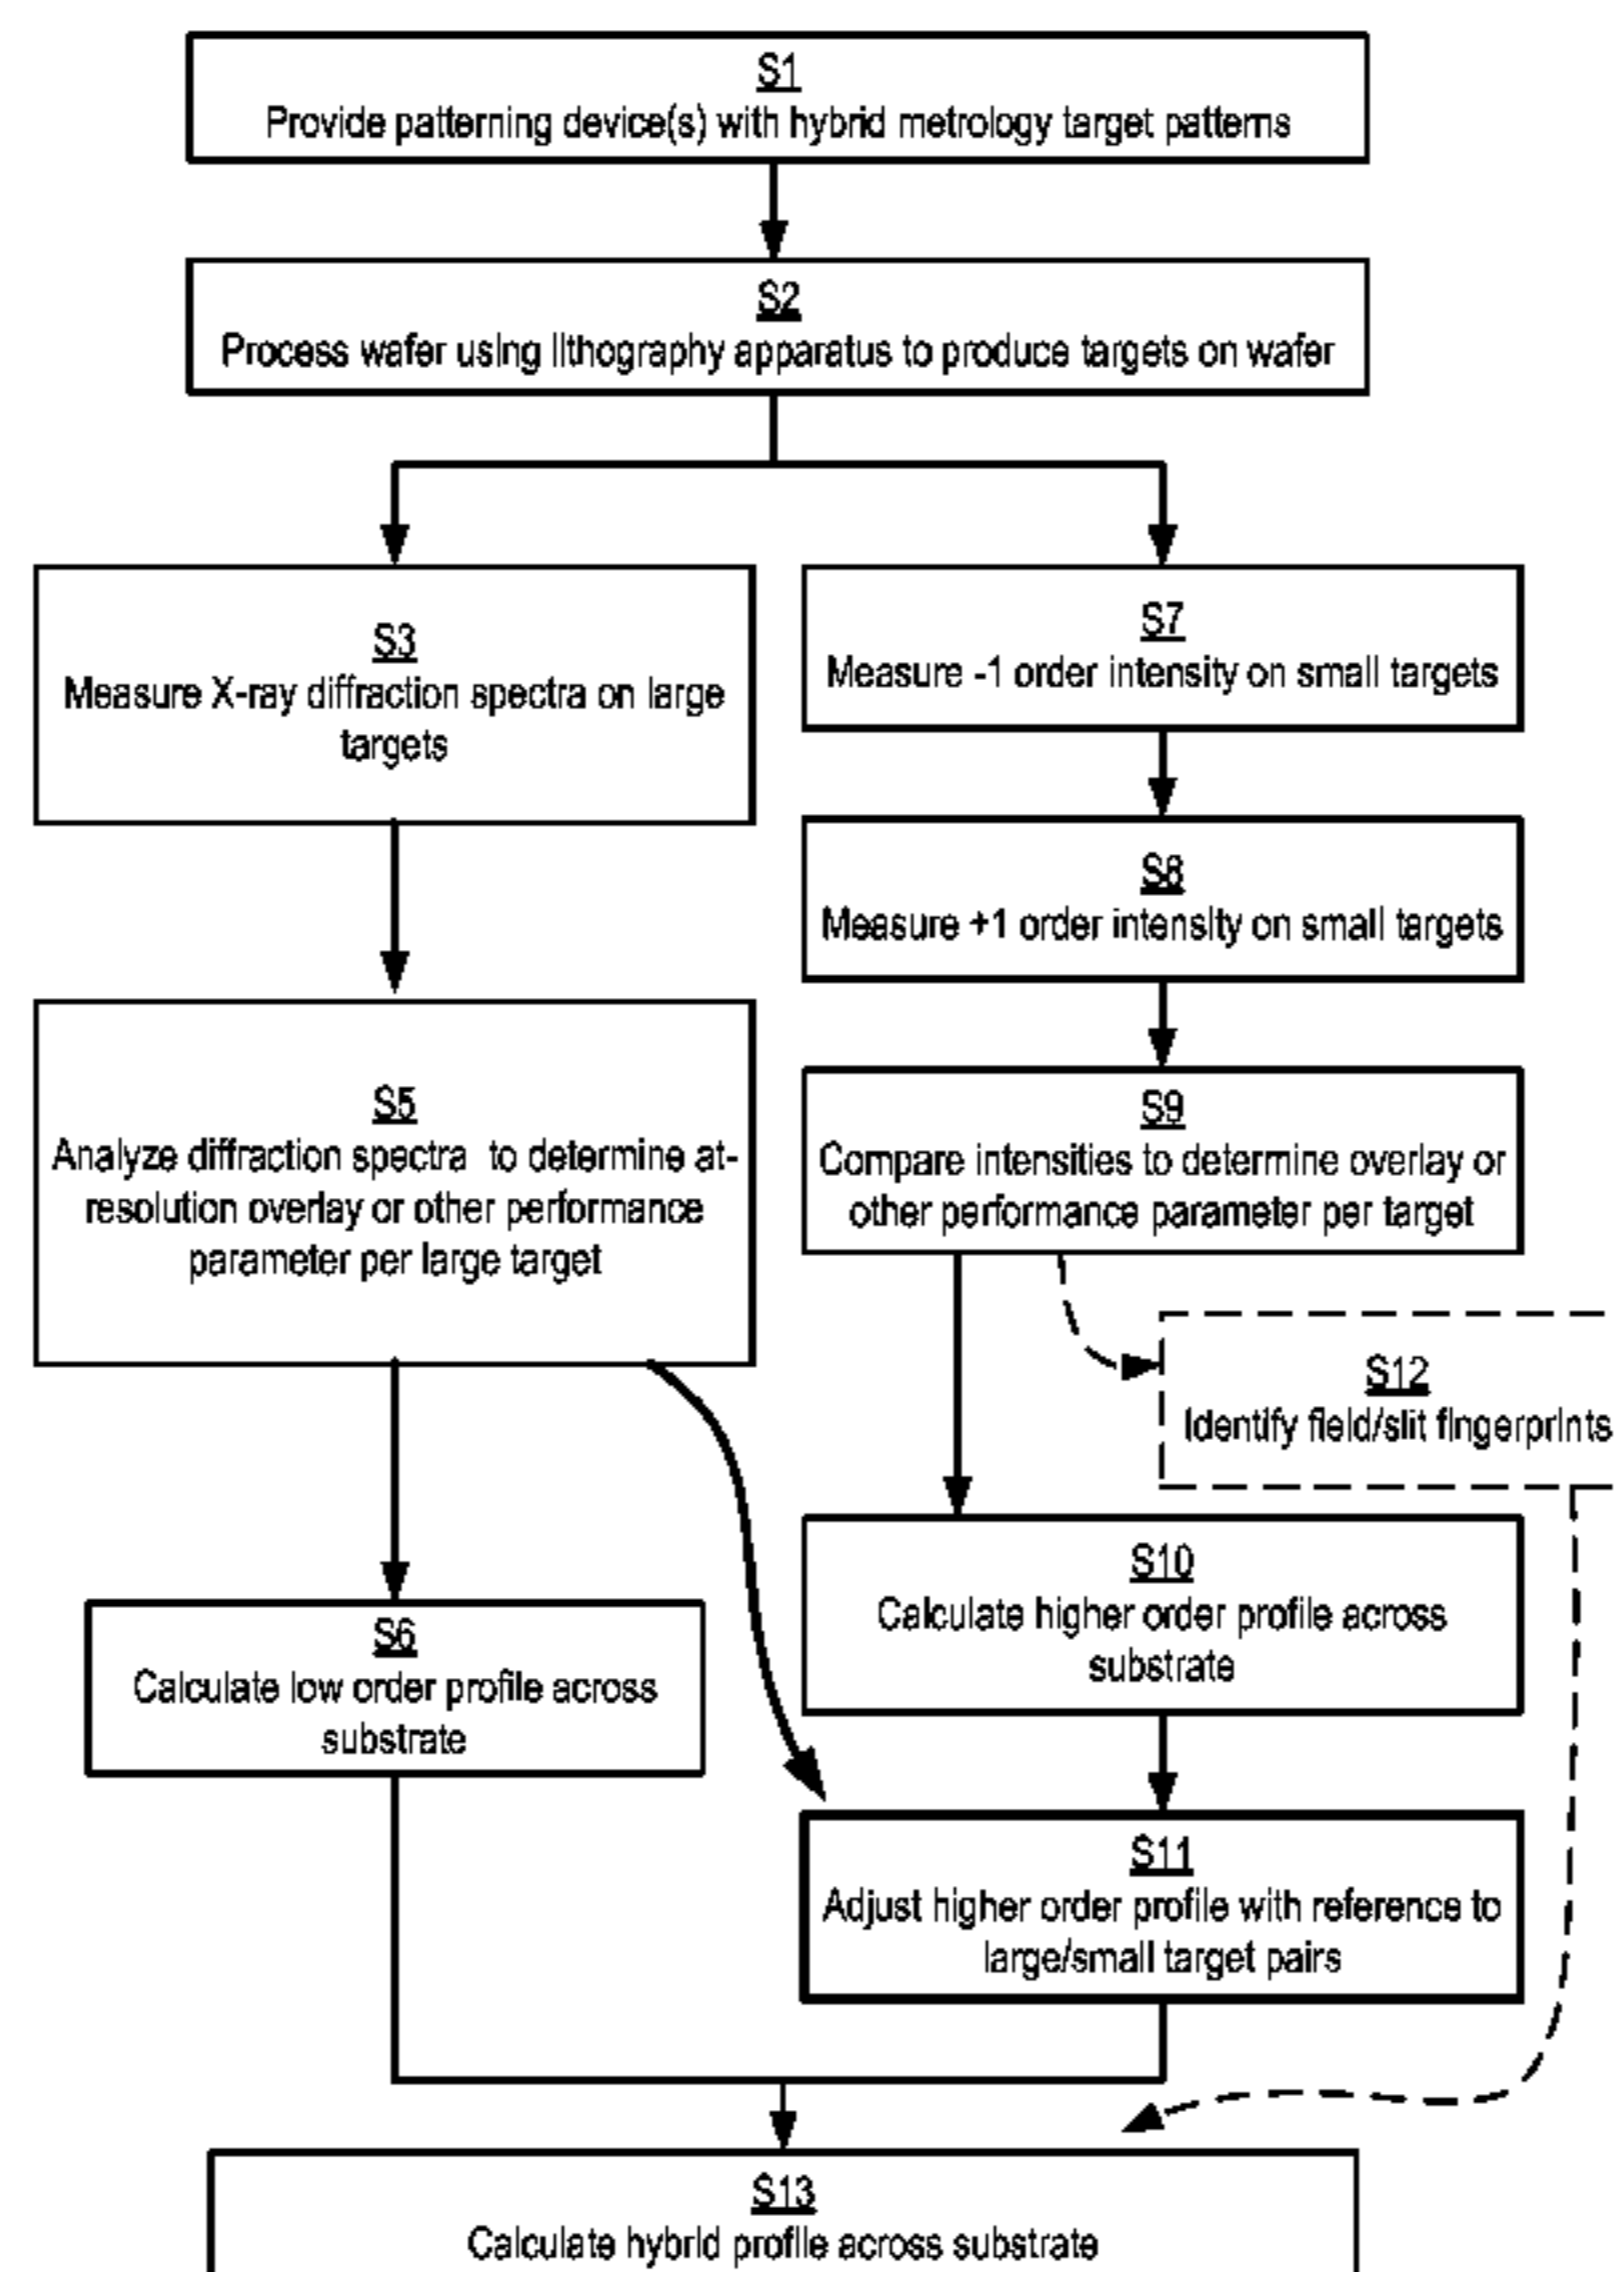 S1
Provide patterning device(s) with hybrid metrology target patterns
S2
Process wafer using lithography apparatus to produce targets on wafer
S3
Measure X-ray diffraction spectra on large
targets
S5
Analyze diffraction spectra to determine at-
resolution overlay or other performance
parameter per large target
S6
Calculate low order profile across
substrate
S7
Measure -1 order intensity on small targets
S8
Measure +1 order intensity on small targets
S9
Compare intensities to determine overlay or
other performance parameter per target
S12
Identify field/slit fingerprints
S10
Calculate higher order profile across
substrate
S11
Adjust higher order profile with reference to
large/small target pairs
S13
Calculate hybrid profile across substrate